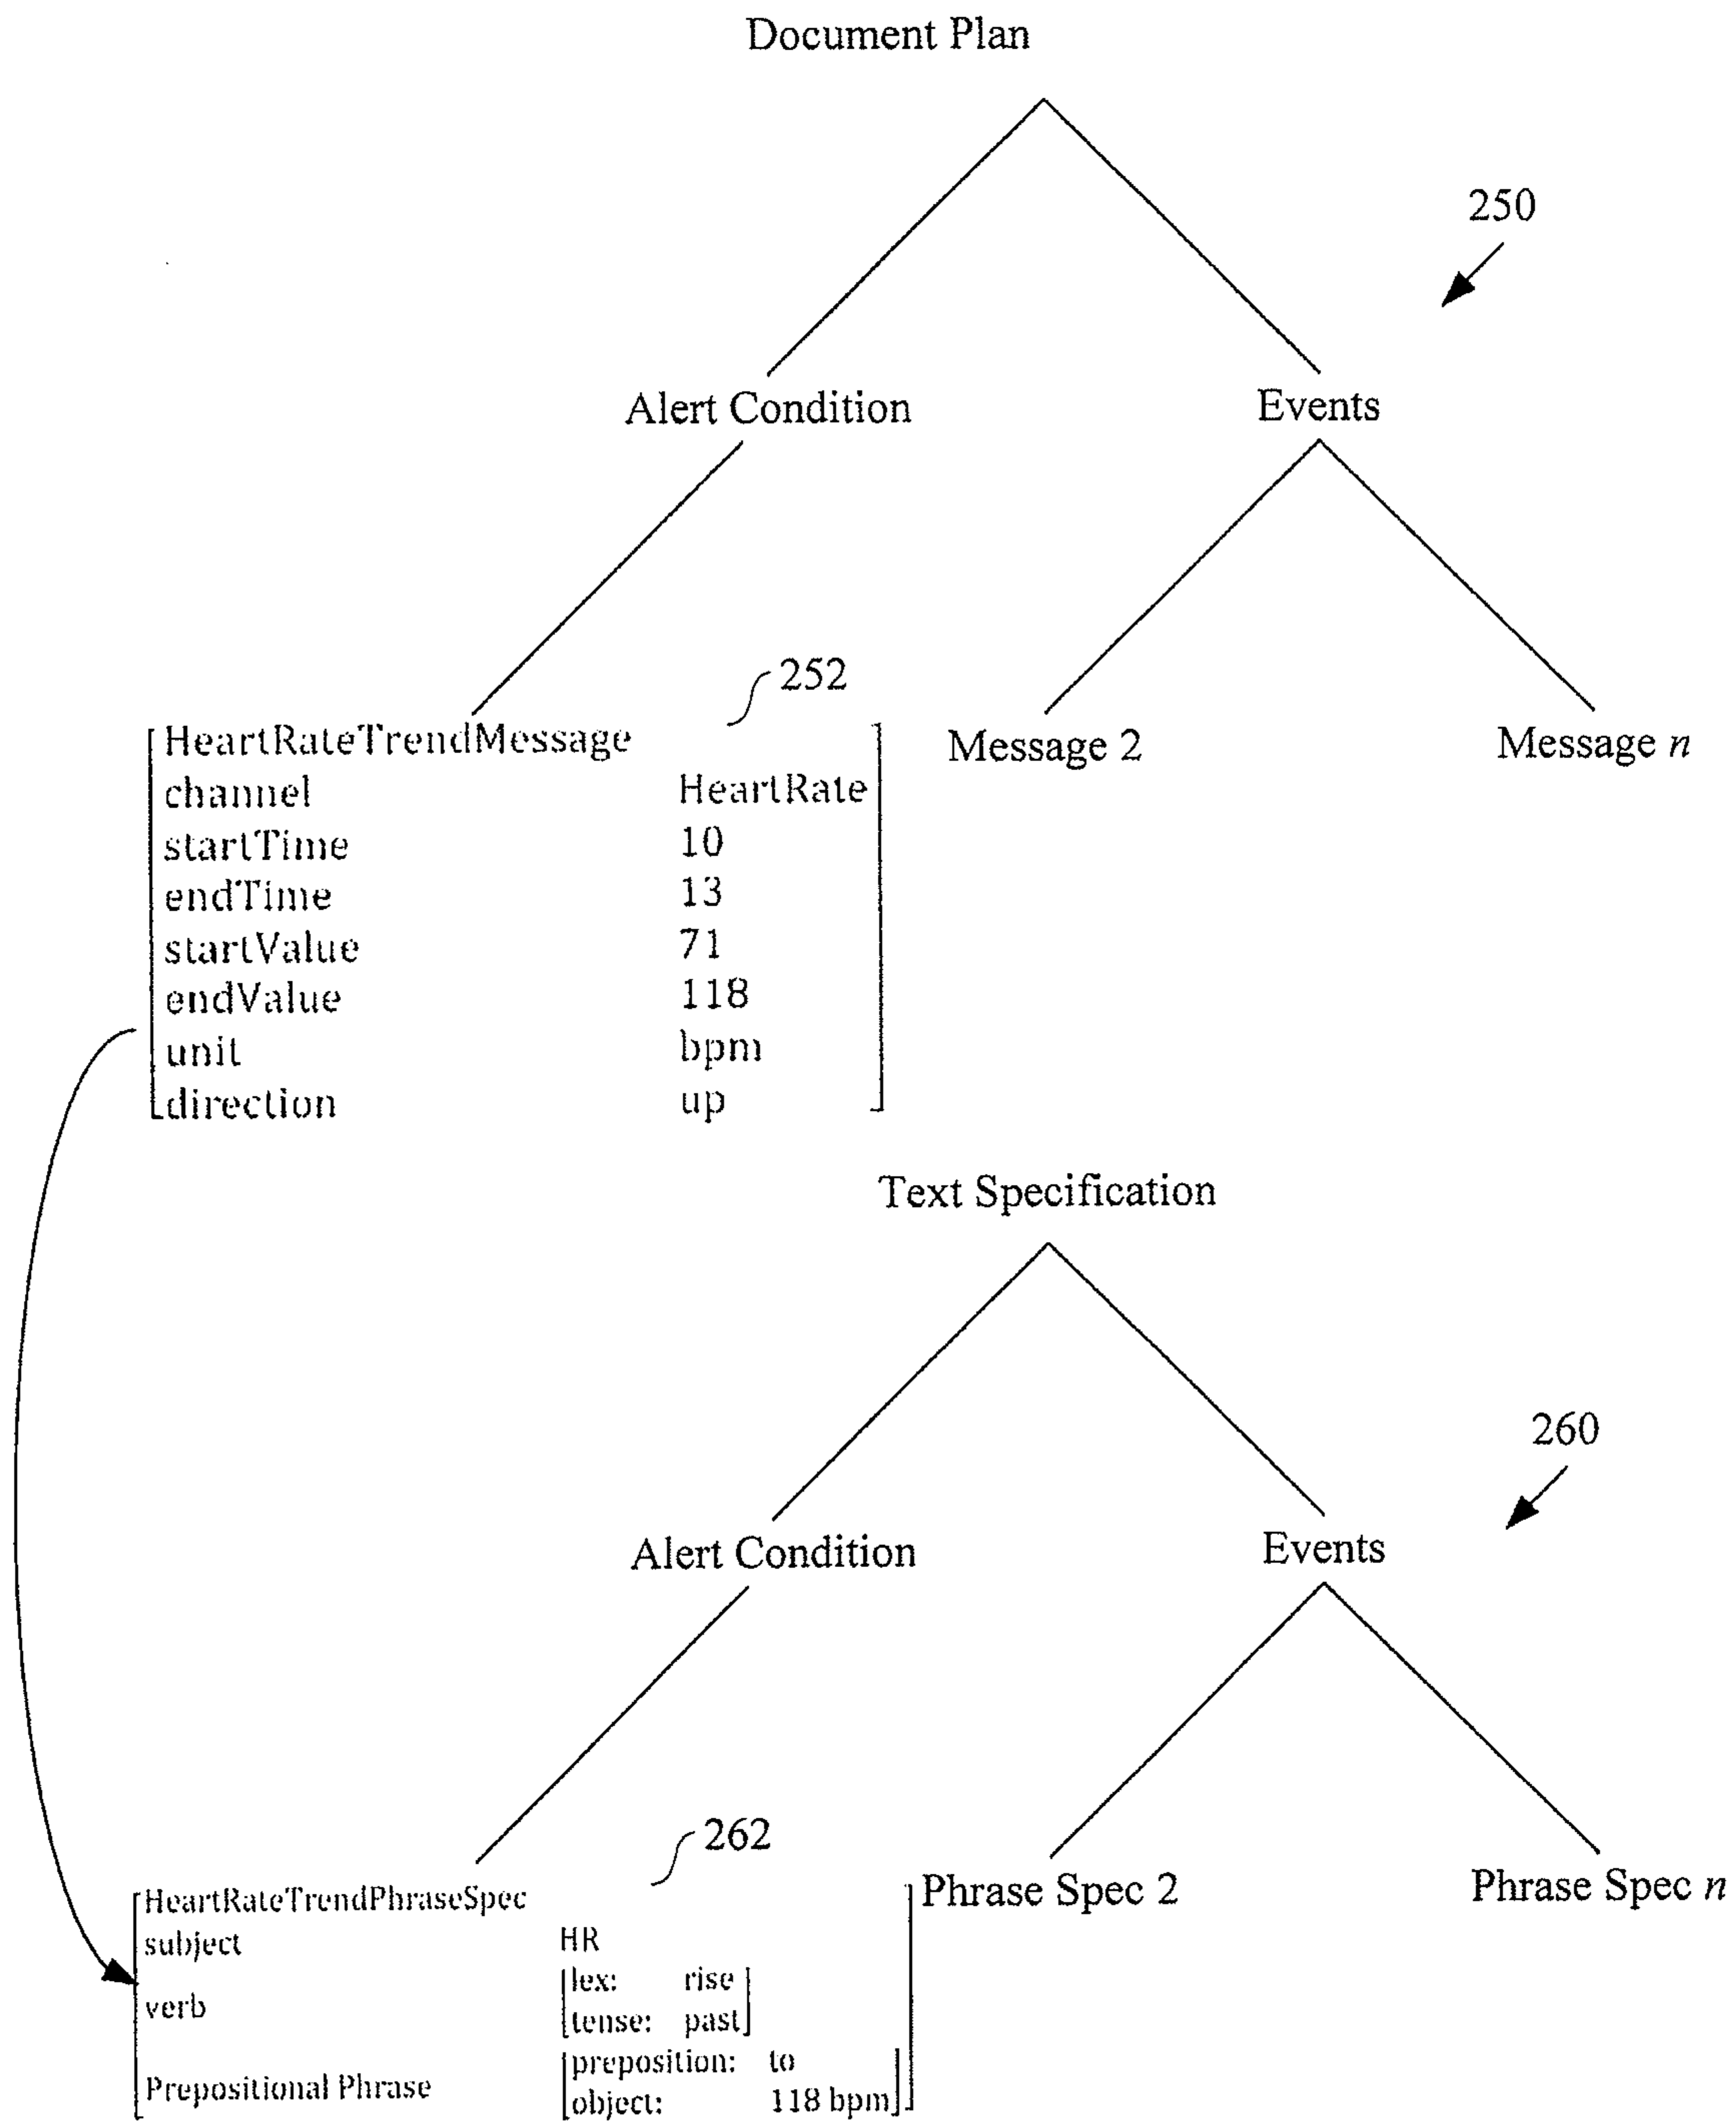 Document Plan
250
Alert Condition Events
252
HeartRateTrendMessage Message 2 Message n
channel HeartRate
startTime 10
endTime 13
startValue 71
endValue 118
unit bpm
direction up
Text Specification
260
Alert Condition Events
262
HeartRateTrendPhraseSpec Phrase Spec 2 Phrase Spec n
subject HR
lex: rise
verb
tense: past
preposition: to
Prepositional Phrase
object: 118 bpm